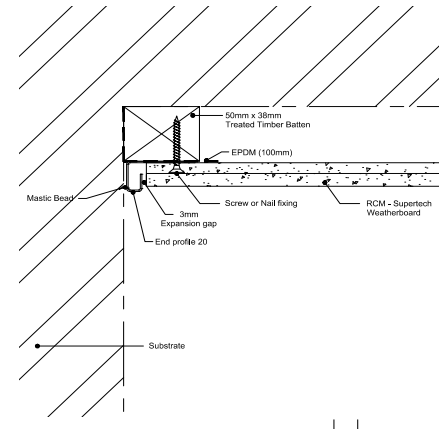 50mm x 38mm
Treated Timber Batten
EPDM (100mm)
Mastic Bead
3mm
Expansion gap
Screw or Nail fixing
RCM - Supertech
Weatherboard
End profile 20
Substrate